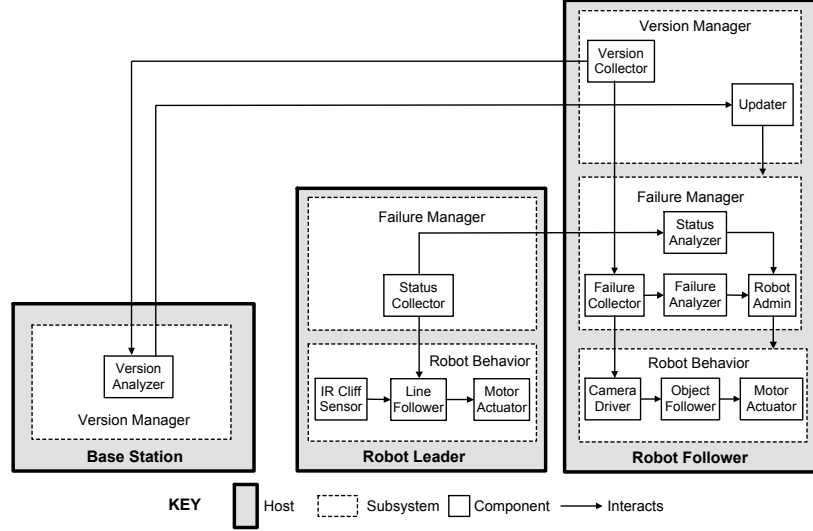 Version Manager
Version
Collector
Updater
Failure Manager
Status
Analyzer
Failure
Collector
Failure
Analyzer
Robot
Admin
Robot Behavior
Camera
Driver
Object
Follower
Motor
Actuator
Robot Follower
Failure Manager
Status
Collector
Robot Behavior
IR Cliff
Sensor
Line
Follower
Motor
Actuator
Robot Leader
Version
Analyzer
Version Manager
Base Station
KEY
Host
Subsystem
Component
Interacts